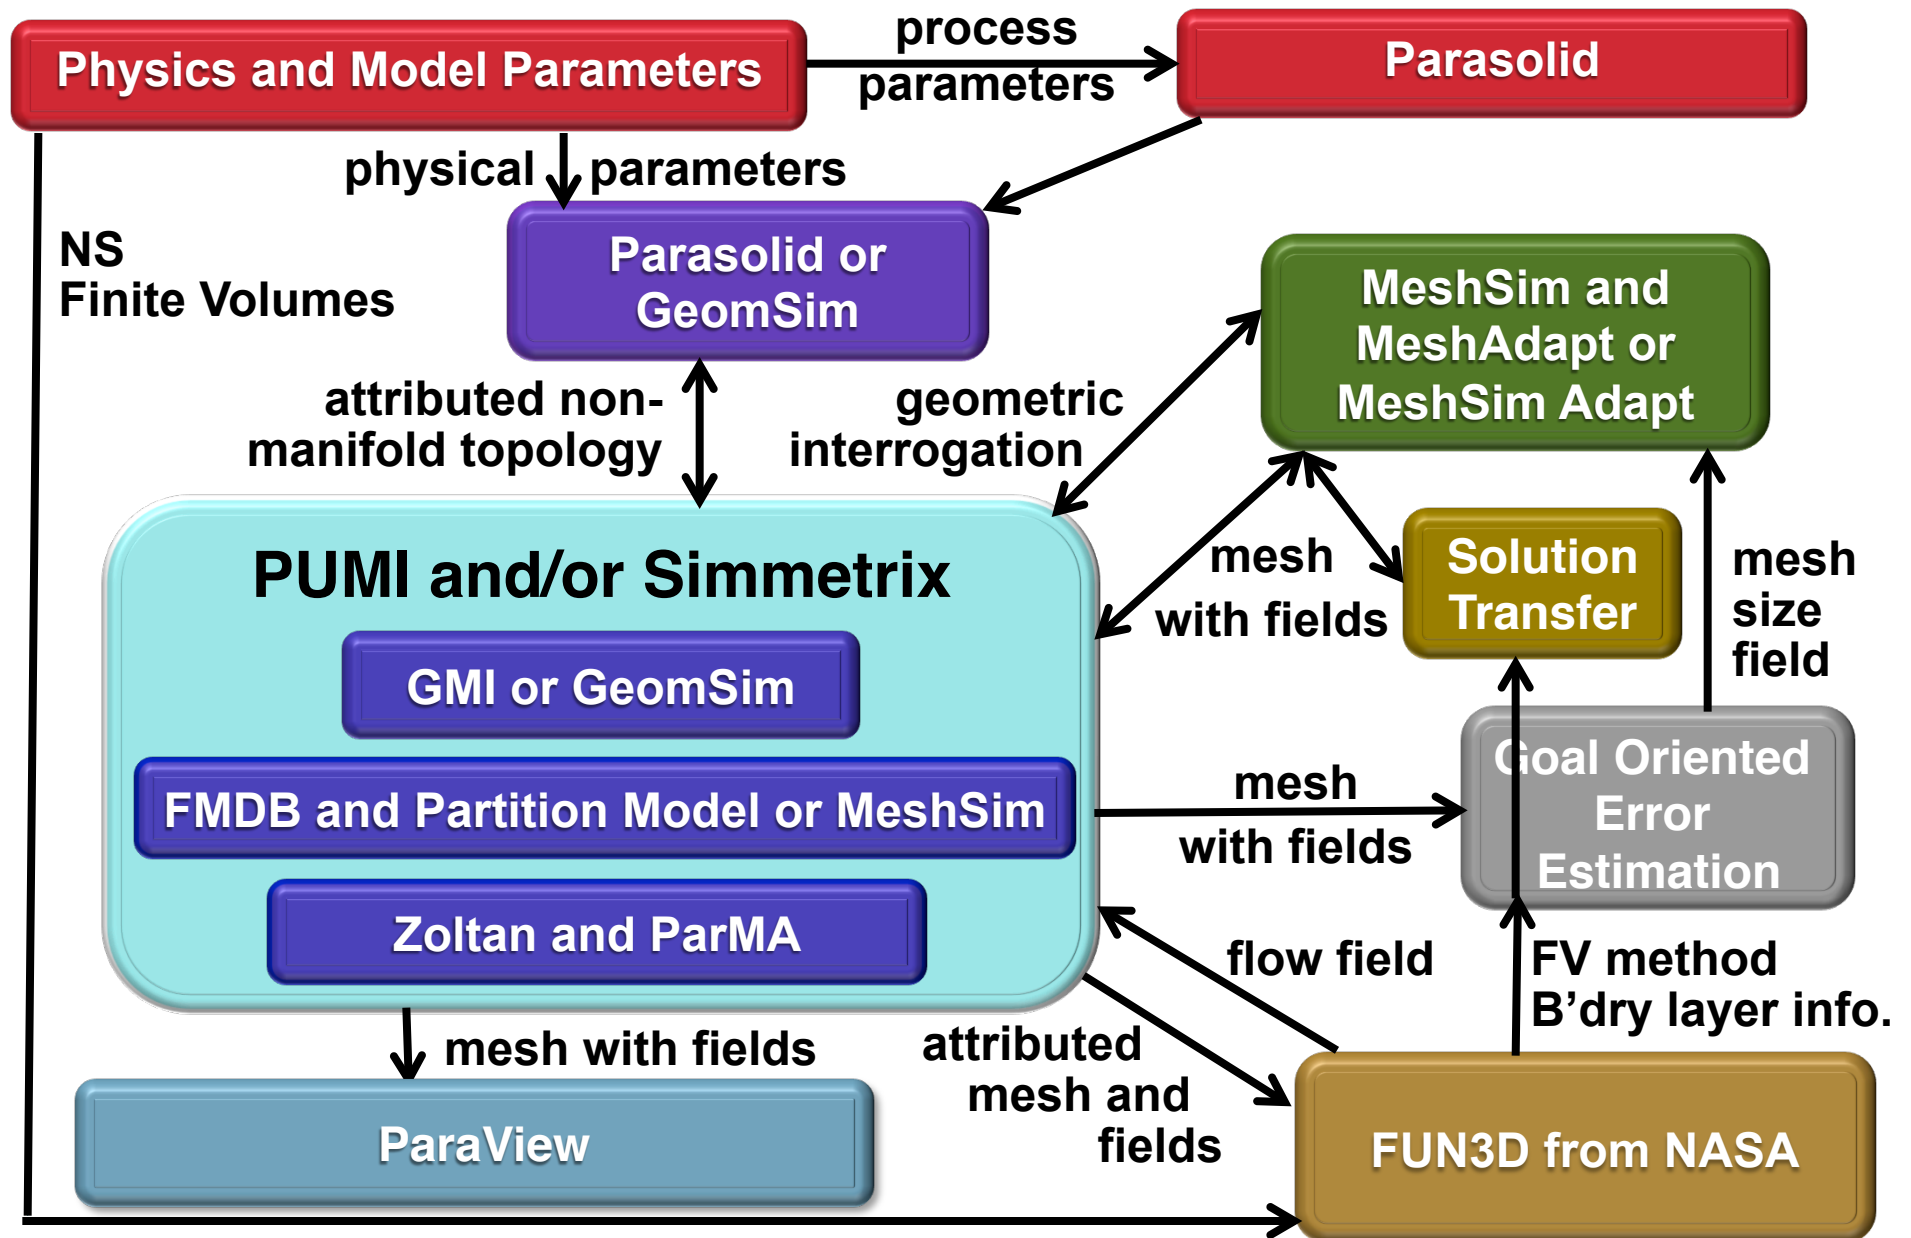 process
parameters
Physics and Model Parameters
Parasolid
physical parameters
NS
Finite Volumes
Parasolid or
GeomSim
MeshSim and
MeshAdapt or
MeshSim Adapt
attributed non-
manifold topology
geometric
interrogation
PUMI and/or Simmetrix
GMI or GeomSim
FMDB and Partition Model or MeshSim
Zoltan and ParMA
mesh
with fields
Solution
Transfer
mesh
size
field
mesh
with fields
Goal Oriented
Error
Estimation
flow field
FV method
B’dry layer info.
mesh with fields
attributed
mesh and
fields
ParaView
FUN3D from NASA